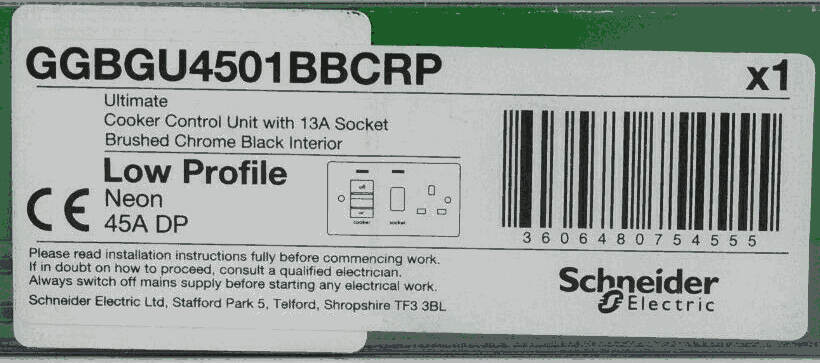 GGBGU4501BBCRP
x1
Ultimate
Cooker Control Unit with 13A Socket
Brushed Chrome Black Interior
Low Profile
Neon
45A DP
CE
off
cooker
socket
3606480754555
Please read installation instructions fully before commencing work.
If in doubt on how to proceed, consult a qualified electrician.
Always switch off mains supply before starting any electrical work.
Schneider Electric Ltd, Stafford Park 5, Telford, Shropshire TF3 3BL
Schneider
Electric